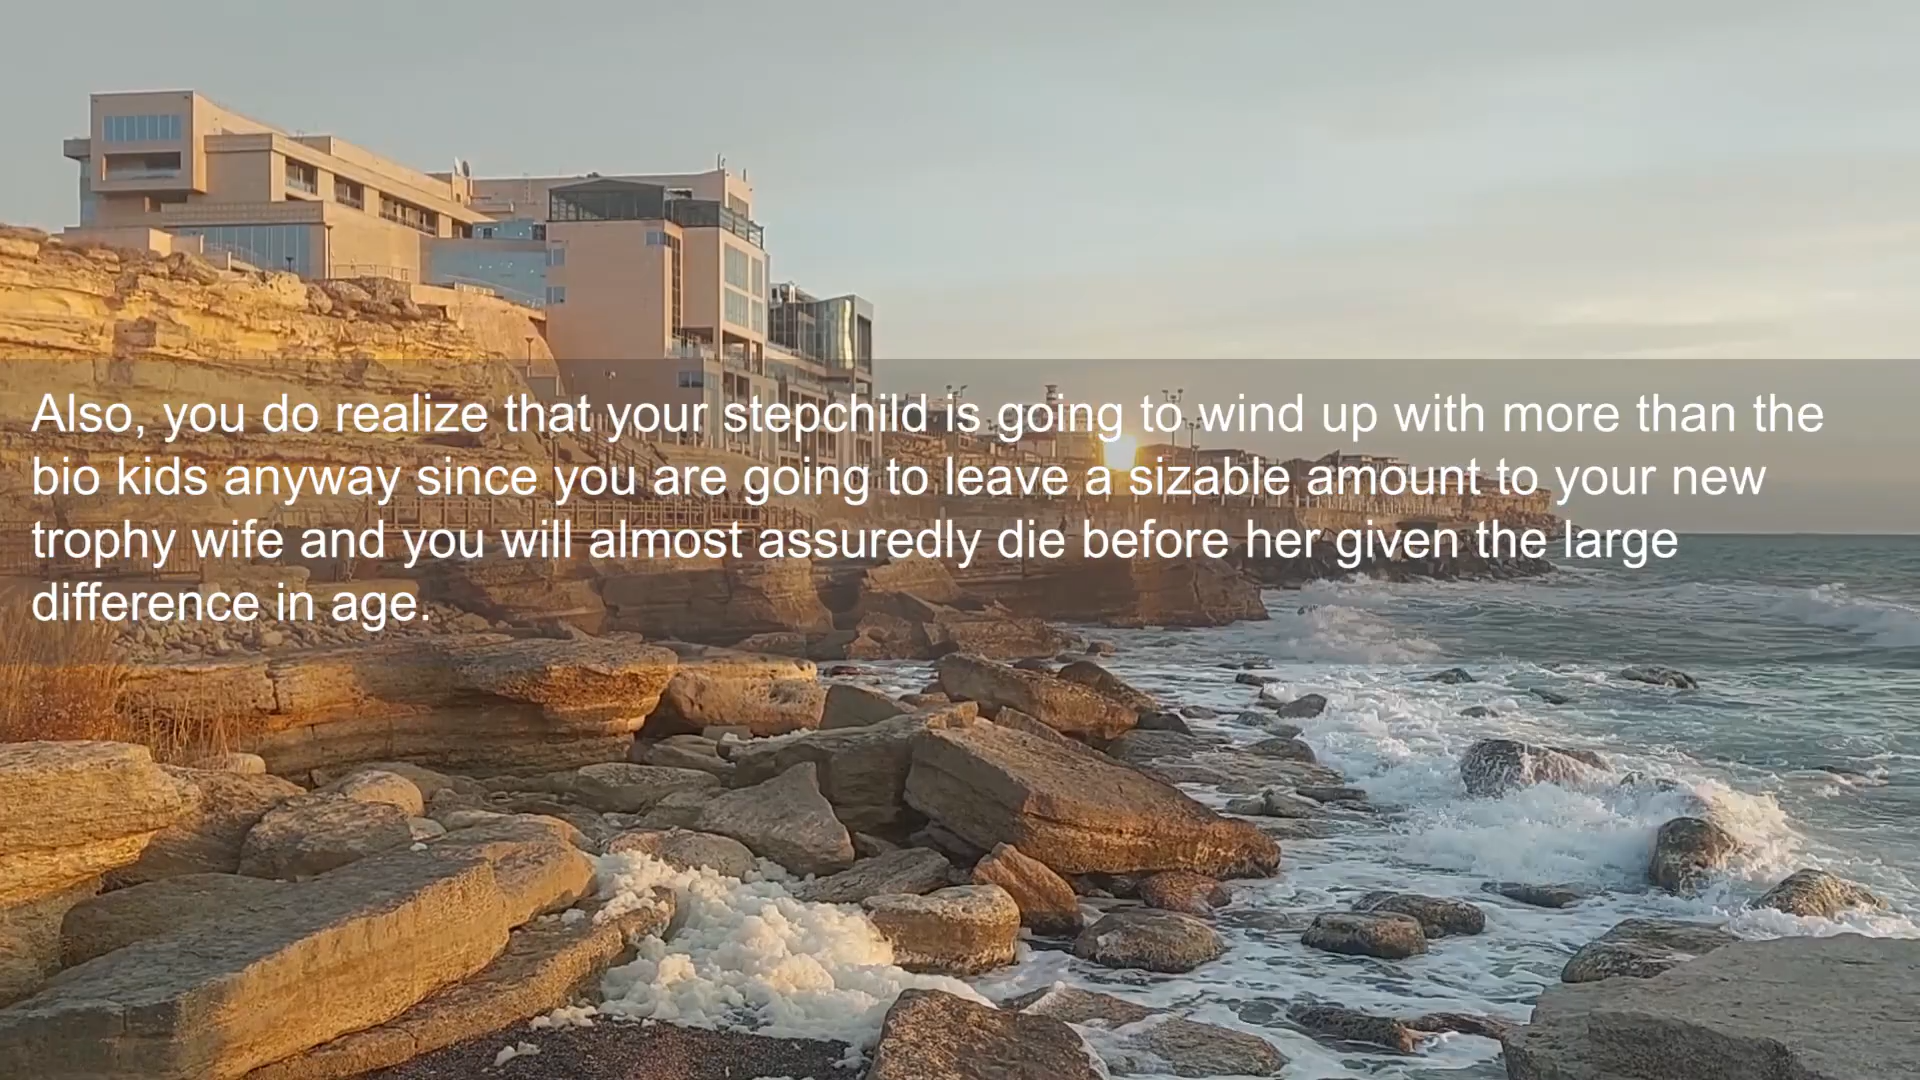 Also, you do realize that your stepchild is going to wind up with more than the
bio kids anyway since you are going to leave a sizable amount to your new
trophy wife and you will almost assuredly die before her given the large
difference in age.